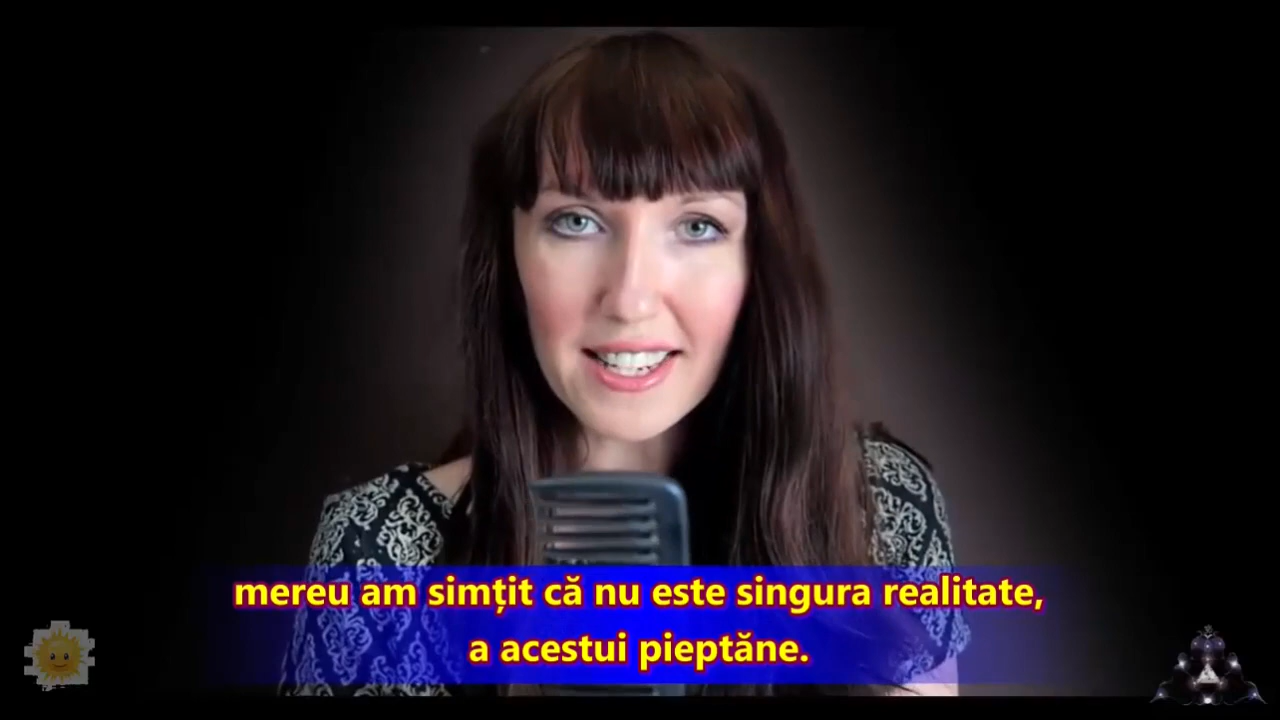 mereu am simțit că nu este singura realitate,
a acestui pieptăne.